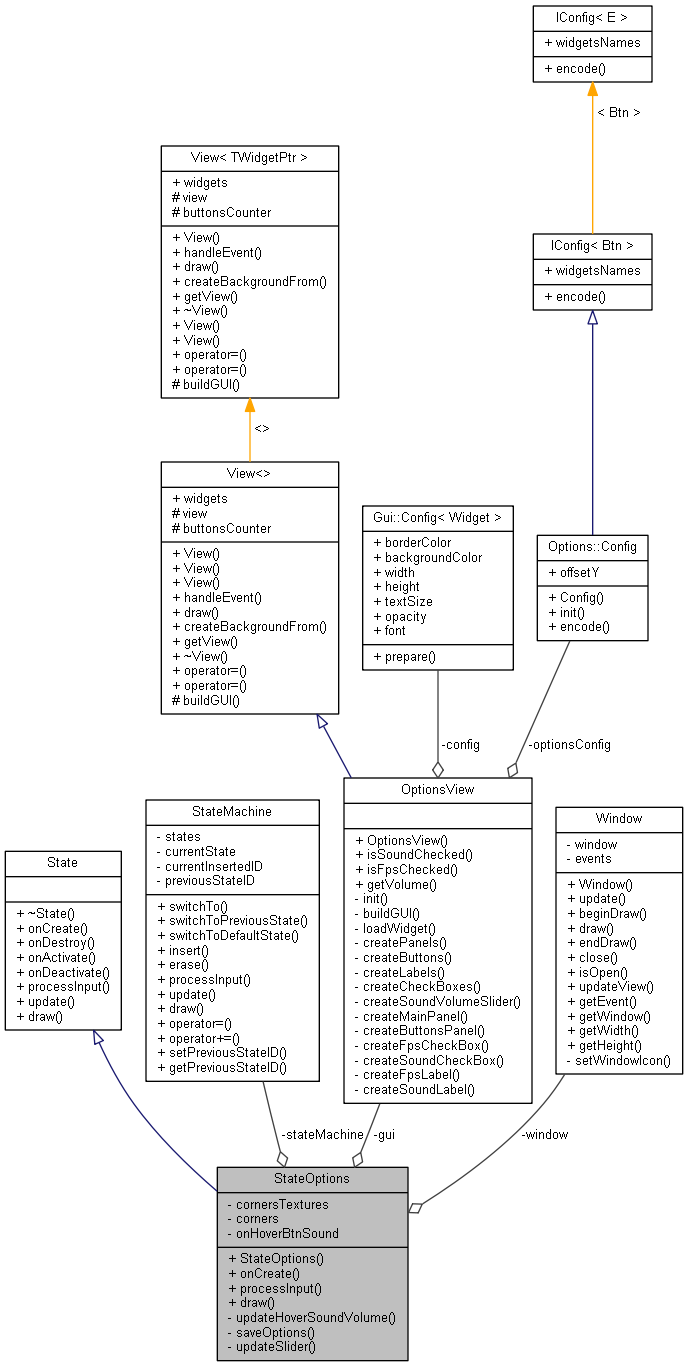 IConfig< E >
+ widgetsNames
+ encode()
< Btn >
View< TWidgetPtr >
+ widgets
# view
# buttonsCounter
+ View()
+ handleEvent()
+ draw()
+ createBackgroundFrom()
+ getView()
+ ~View()
+ View()
+ View()
+ operator=()
+ operator=()
# buildGUI()
IConfig< Btn >
+ widgetsNames
+ encode()
<>
View<>
+ widgets
# view
# buttonsCounter
+ View()
+ View()
+ View()
+ handleEvent()
+ draw()
+ createBackgroundFrom()
+ getView()
+ ~View()
+ operator=()
+ operator=()
# buildGUI()
Gui::Config< Widget >
+ borderColor
+ backgroundColor
+ width
+ height
+ textSize
+ opacity
+ font
+ prepare()
Options::Config
+ offsetY
+ Config()
+ init()
+ encode()
-config
-optionsConfig
State
+ ~State()
+ onCreate()
+ onDestroy()
+ onActivate()
+ onDeactivate()
+ processInput()
+ update()
+ draw()
StateMachine
- states
- currentState
- currentInsertedID
- previousStateID
+ switchTo()
+ switchToPreviousState()
+ switchToDefaultState()
+ insert()
+ erase()
+ processInput()
+ update()
+ draw()
+ operator=()
+ operator+=()
+ setPreviousStateID()
+ getPreviousStateID()
OptionsView
+ OptionsView()
+ isSoundChecked()
+ isFpsChecked()
+ getVolume()
- init()
- buildGUI()
- loadWidget()
- createPanels()
- createButtons()
- createLabels()
- createCheckBoxes()
- createSoundVolumeSlider()
- createMainPanel()
- createButtonsPanel()
- createFpsCheckBox()
- createSoundCheckBox()
- createFpsLabel()
- createSoundLabel()
Window
- window
- events
+ Window()
+ update()
+ beginDraw()
+ draw()
+ endDraw()
+ close()
+ isOpen()
+ updateView()
+ getEvent()
+ getWindow()
+ getWidth()
+ getHeight()
- setWindowIcon()
-stateMachine
-gui
-window
StateOptions
- cornersTextures
- corners
- onHoverBtnSound
+ StateOptions()
+ onCreate()
+ processInput()
+ draw()
- updateHoverSoundVolume()
- saveOptions()
- updateSlider()